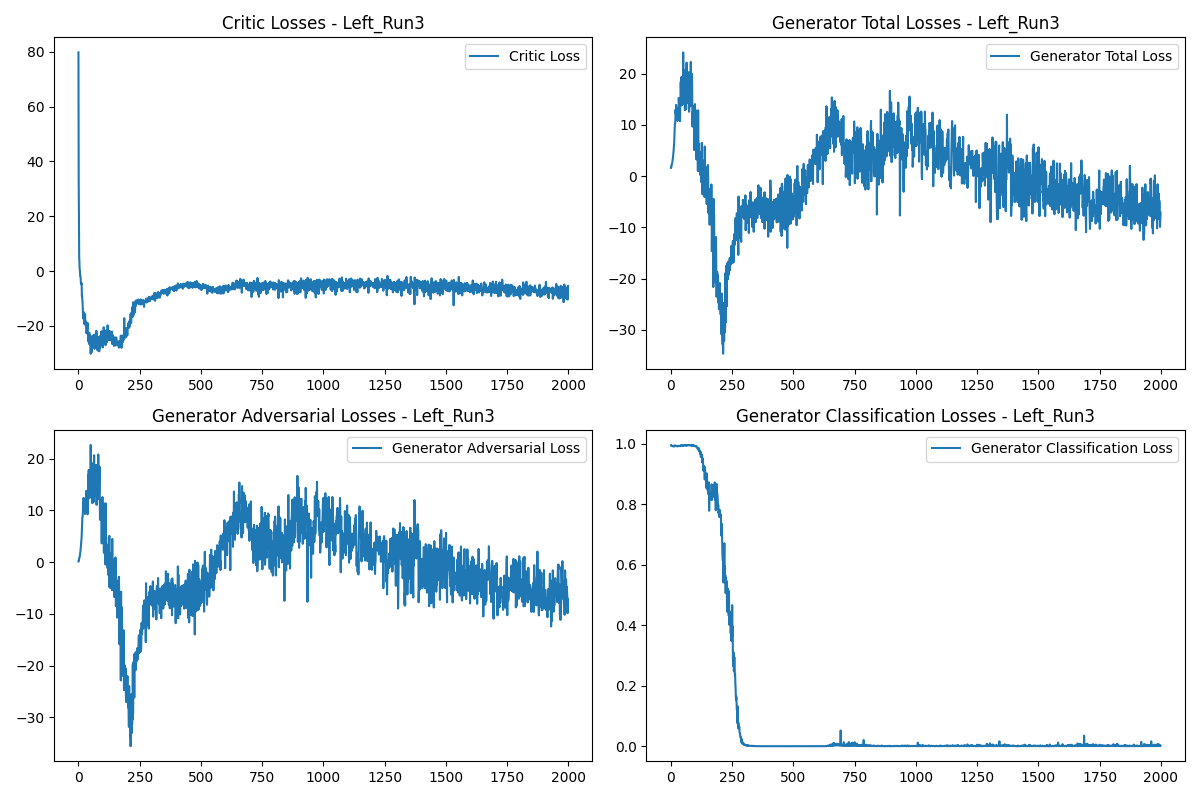 Critic Losses - Left_Run3
Critic Loss
80
60
40
20
0
−20
0 250 500 750 1000 1250 1500 1750 2000
Generator Total Losses - Left_Run3
Generator Total Loss
20
10
0
−10
−20
−30
0 250 500 750 1000 1250 1500 1750 2000
Generator Adversarial Losses - Left_Run3
Generator Adversarial Loss
20
10
0
−10
−20
−30
0 250 500 750 1000 1250 1500 1750 2000
Generator Classification Losses - Left_Run3
Generator Classification Loss
1.0
0.8
0.6
0.4
0.2
0.0
0 250 500 750 1000 1250 1500 1750 2000